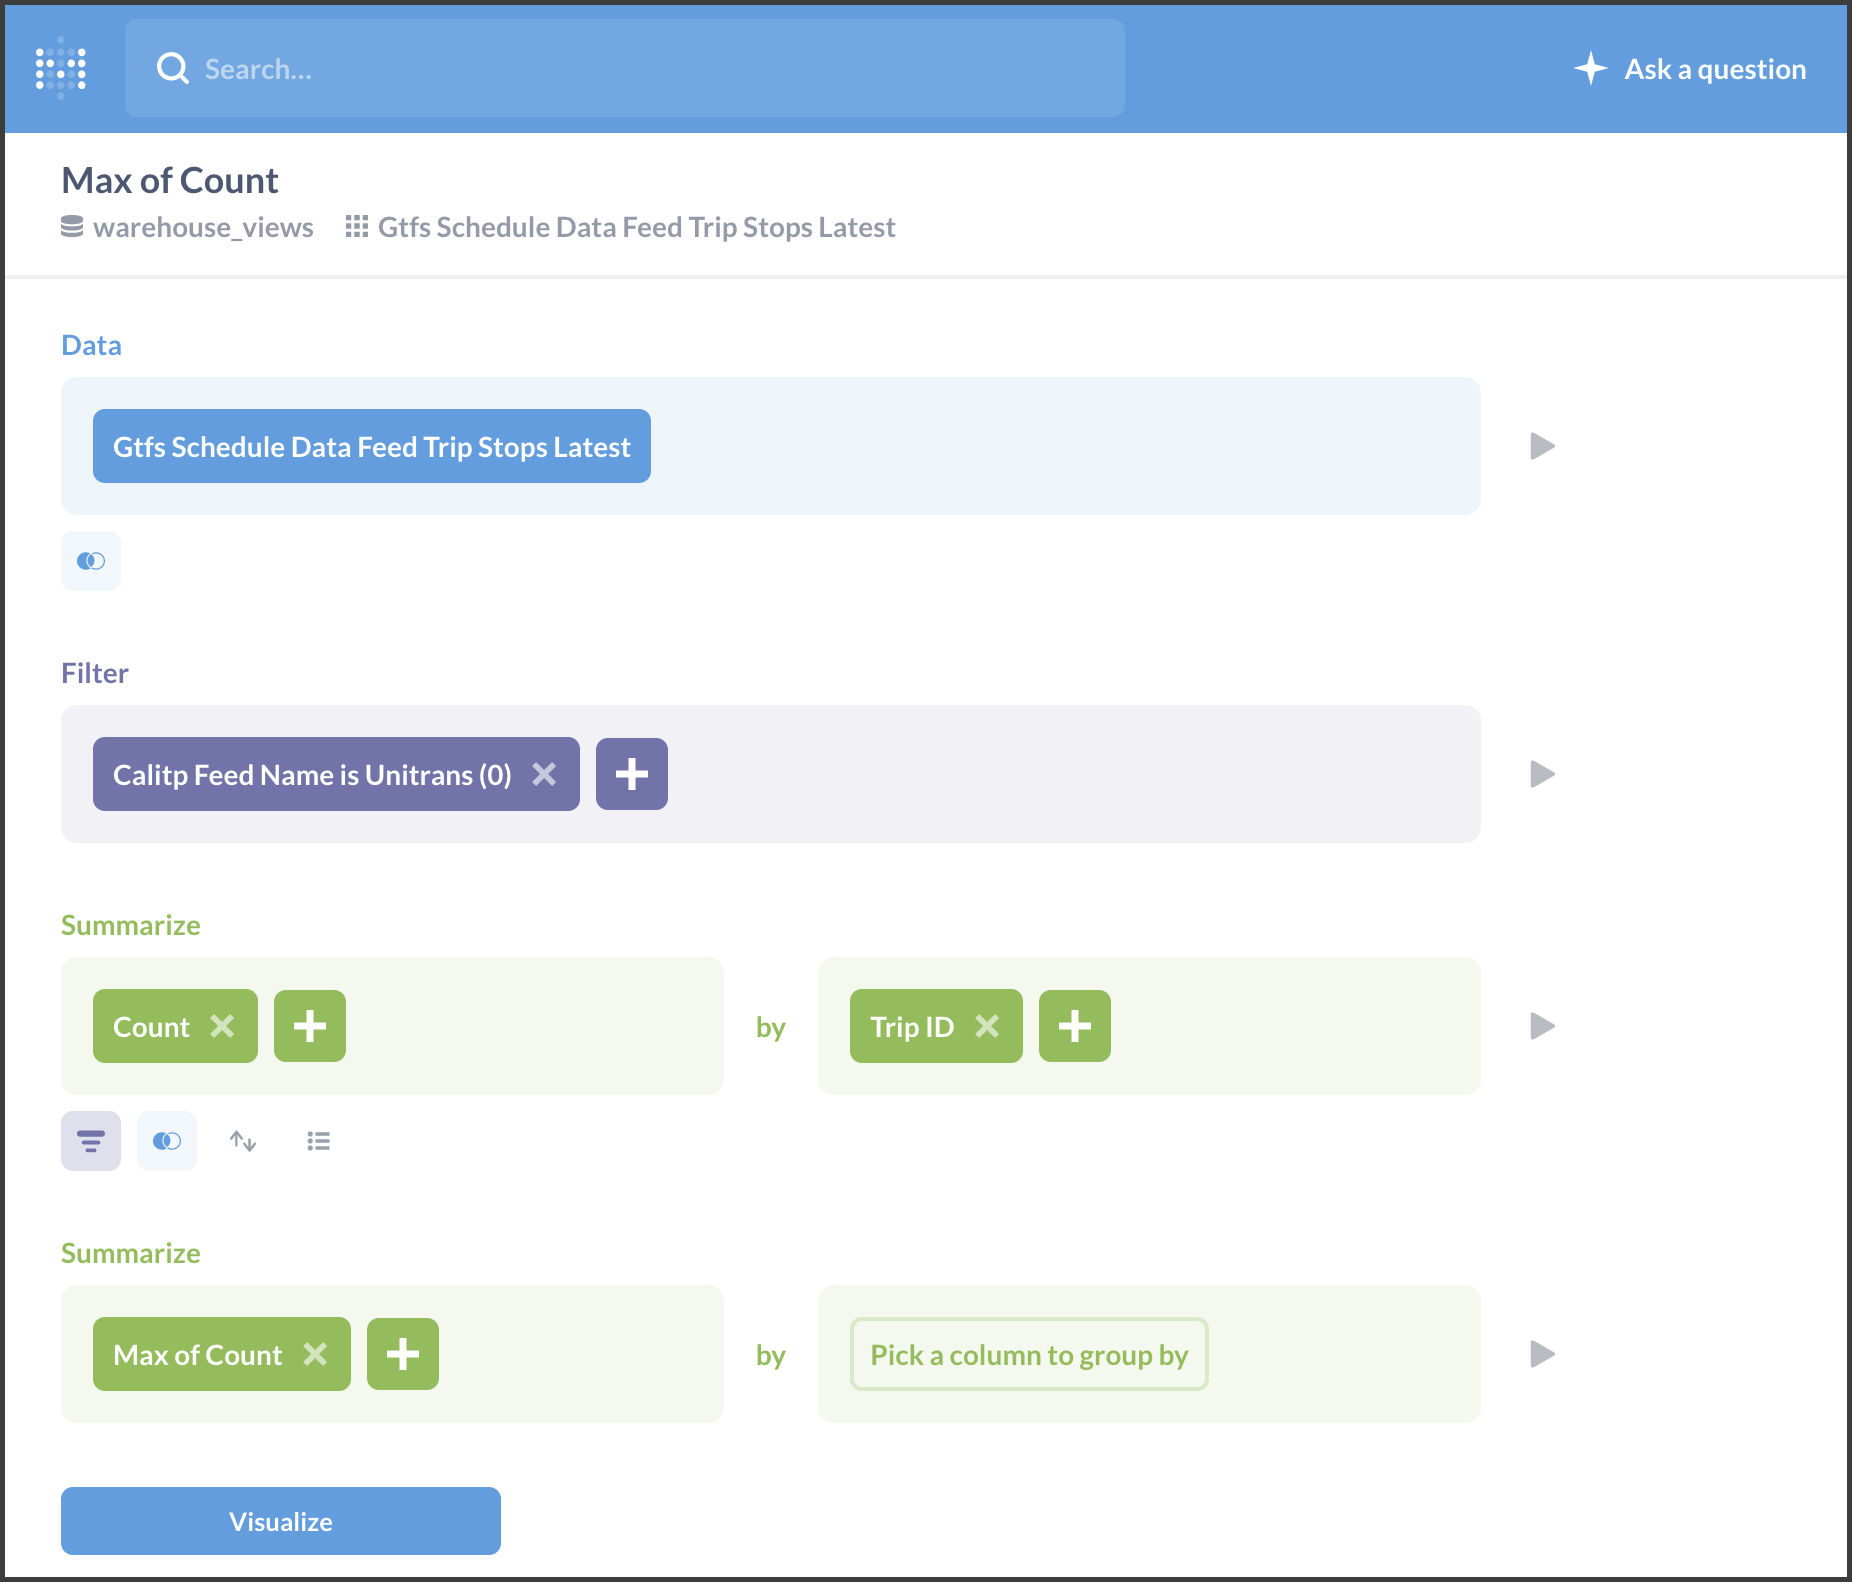 Search...
Ask a question
Max of Count
warehouse_views Gtfs Schedule Data Feed Trip Stops Latest
Data
Gtfs Schedule Data Feed Trip Stops Latest
Filter
Calitp Feed Name is Unitrans (0)
Summarize
Count by Trip ID
Summarize
Max of Count by Pick a column to group by
Visualize